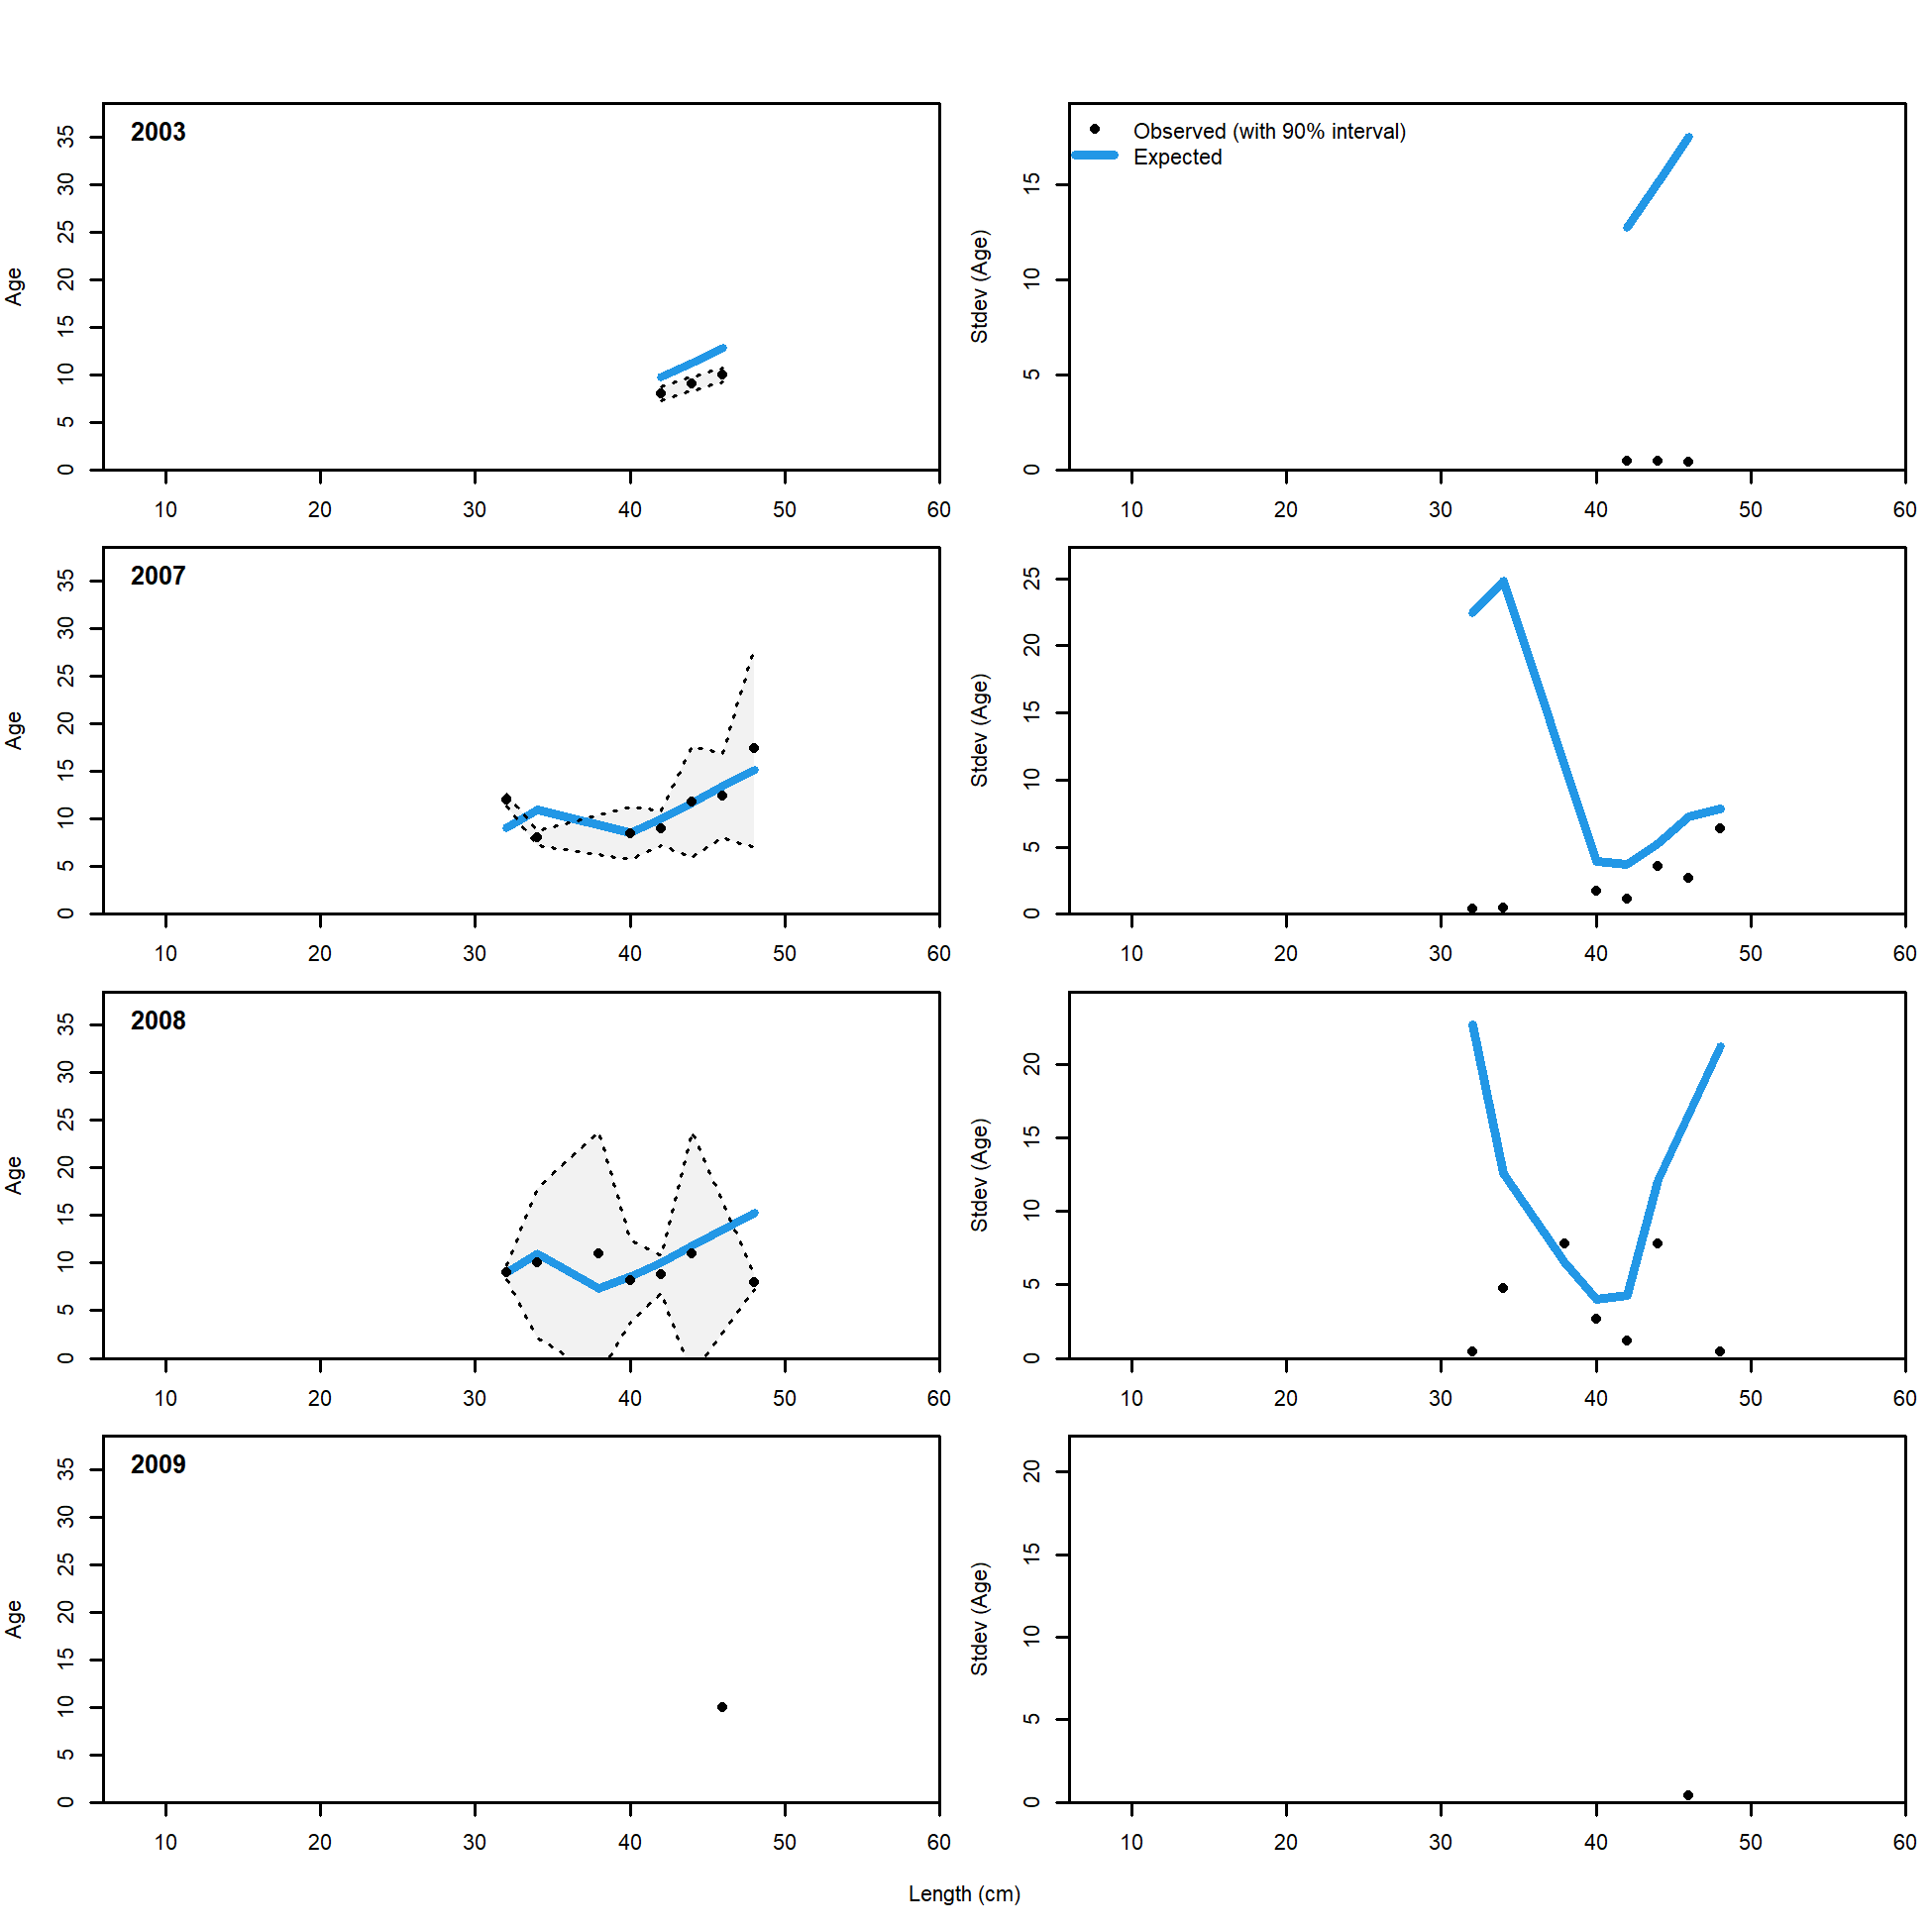 2003
Age
0 5 10 15 20 25 30 35
10 20 30 40 50 60
Observed (with 90% interval)
Expected
Stdev (Age)
0 5 10 15
10 20 30 40 50 60
2007
Age
0 5 10 15 20 25 30 35
10 20 30 40 50 60
Stdev (Age)
0 5 10 15 20 25
10 20 30 40 50 60
2008
Age
0 5 10 15 20 25 30 35
10 20 30 40 50 60
Stdev (Age)
0 5 10 15 20
10 20 30 40 50 60
2009
Age
0 5 10 15 20 25 30 35
10 20 30 40 50 60
Stdev (Age)
0 5 10 15 20
10 20 30 40 50 60
Length (cm)